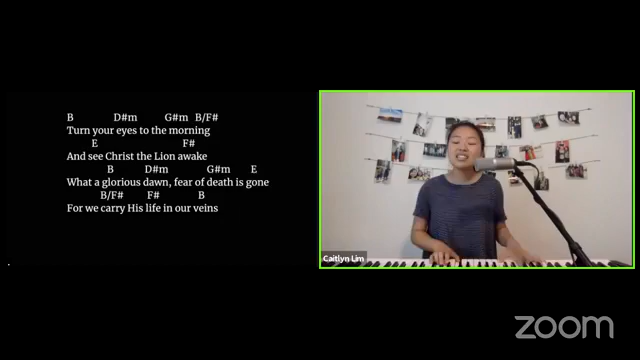 B D#m G#m B/F#
Turn your eyes to the morning
E F#
And see Christ the Lion awake
B D#m G#m E
What a glorious dawn, fear of death is gone
B/F# F# B
For we carry His life in our veins
Caitlyn Lim
zoom